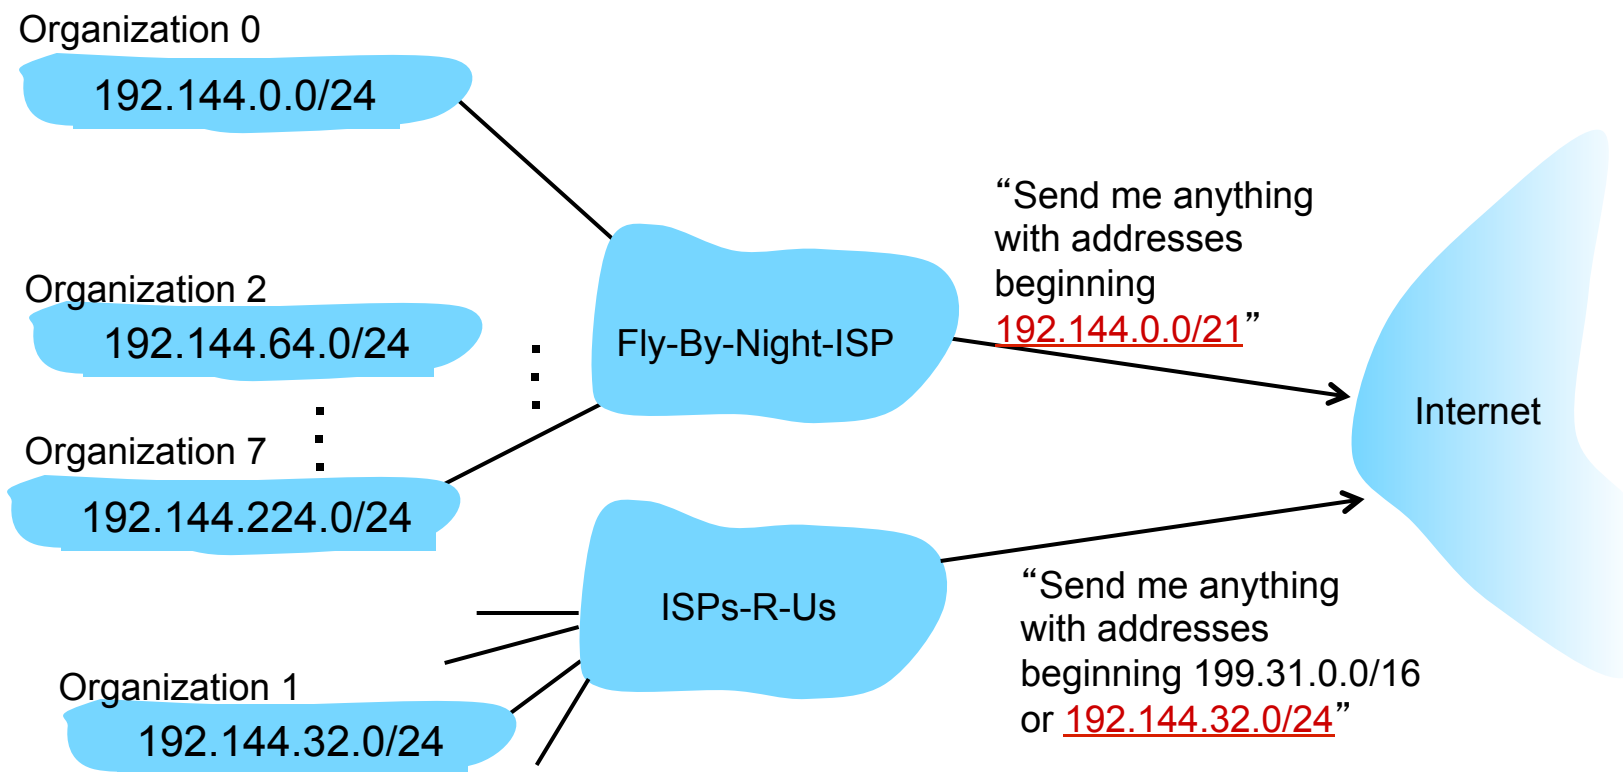 Organization 0
192.144.0.0/24
Organization 2
192.144.64.0/24
Organization 7
192.144.224.0/24
Organization 1
192.144.32.0/24
Fly-By-Night-ISP
ISPs-R-Us
“Send me anything
with addresses
beginning
192.144.0.0/21”
“Send me anything
with addresses
beginning 199.31.0.0/16
or 192.144.32.0/24”
Internet